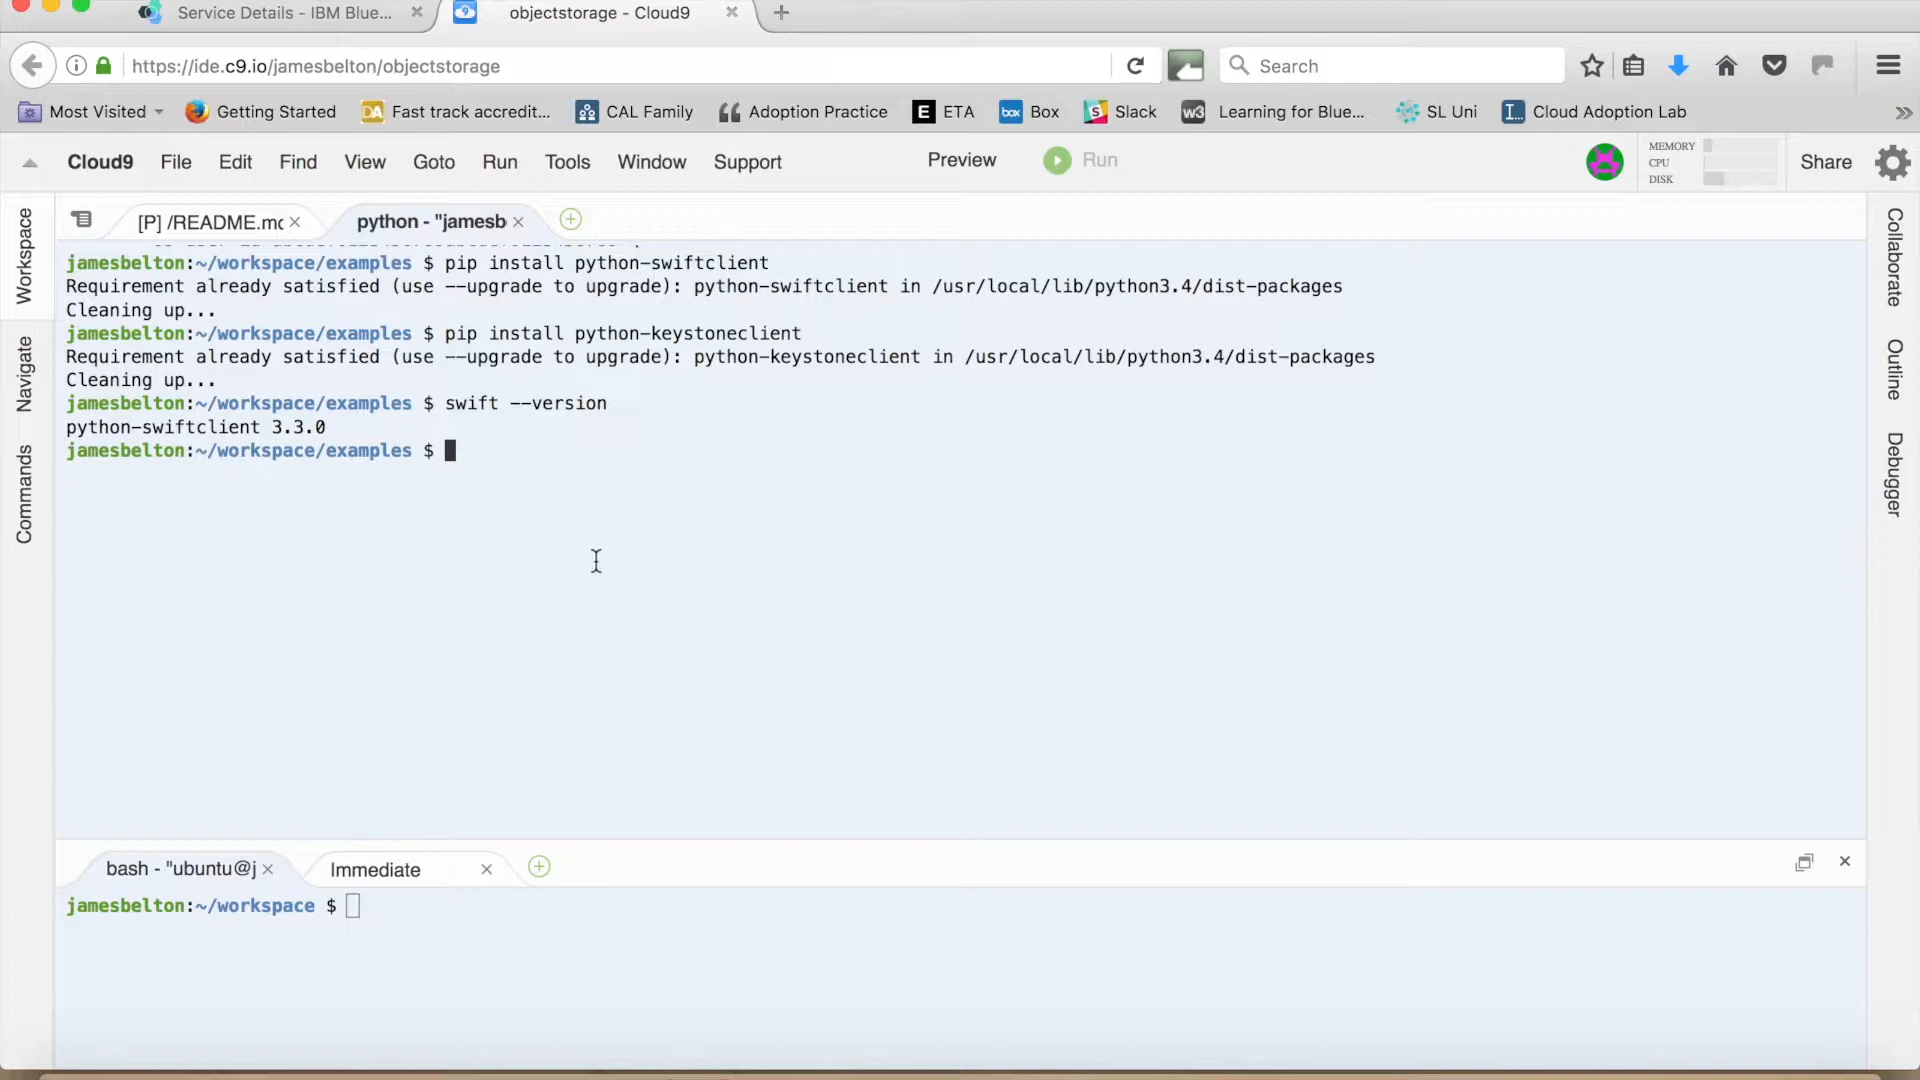 Service Details - IBM Blue...
objectstorage - Cloud9
https://ide.c9.io/jamesbelton/objectstorage
Search
Most Visited
Getting Started
DA Fast track accredit...
CAL Family
Adoption Practice
E ETA
box Box
Slack
w3 Learning for Blue...
SL Uni
I... Cloud Adoption Lab
Cloud9 File Edit Find View Goto Run Tools Window Support
Preview
Run
MEMORY
CPU
DISK
Share
Workspace
Navigate
Commands
[P] /README.mc
python - "jamesb
jamesbelton:~/workspace/examples $ pip install python-swiftclient
Requirement already satisfied (use --upgrade to upgrade): python-swiftclient in /usr/local/lib/python3.4/dist-packages
Cleaning up...
jamesbelton:~/workspace/examples $ pip install python-keystoneclient
Requirement already satisfied (use --upgrade to upgrade): python-keystoneclient in /usr/local/lib/python3.4/dist-packages
Cleaning up...
jamesbelton:~/workspace/examples $ swift --version
python-swiftclient 3.3.0
jamesbelton:~/workspace/examples $
Collaborate
Outline
Debugger
bash - "ubuntu@j
Immediate
jamesbelton:~/workspace $